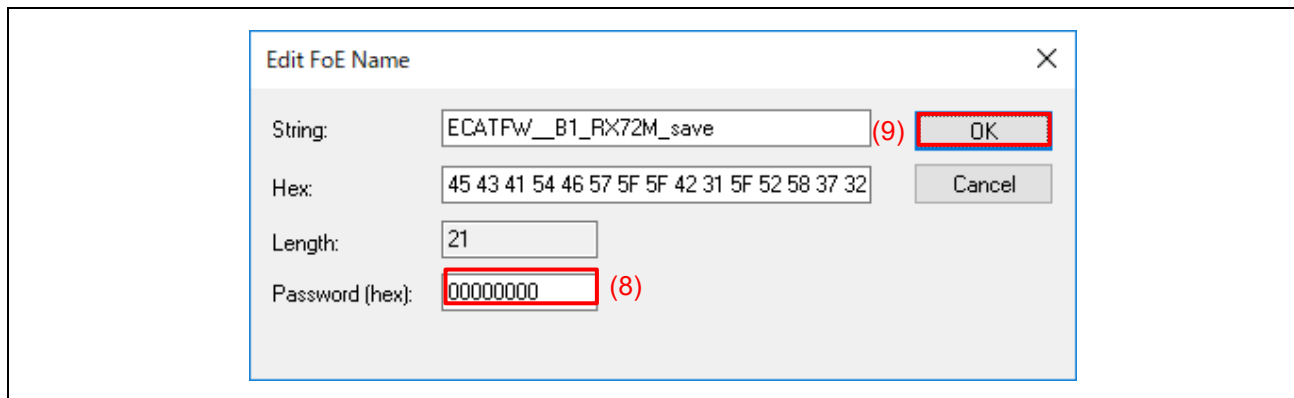 Edit FoE Name
String: ECATFW__B1_RX72M_save (9) OK
Hex: 45 43 41 54 46 57 5F 5F 42 31 5F 52 58 37 32 Cancel
Length: 21
Password (hex): 00000000 (8)